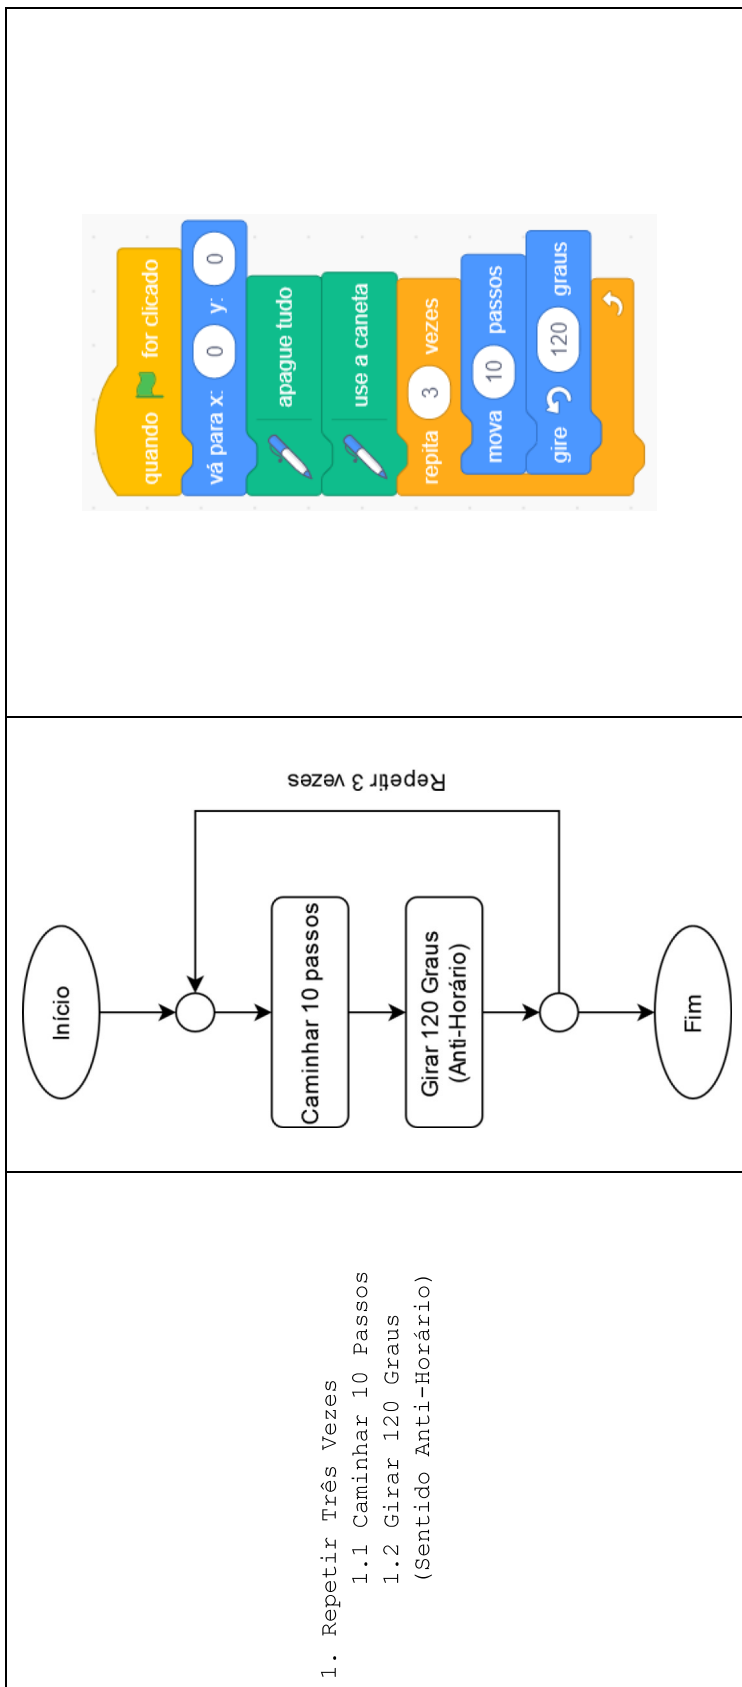 1. Repetir Três Vezes
1.1 Caminhar 10 Passos
1.2 Girar 120 Graus
(Sentido Anti-Horário)
Início
Caminhar 10 passos
Girar 120 Graus
(Anti-Horário)
Fim
Repetir 3 vezes
quando for clicado
vá para x: 0 y: 0
apague tudo
use a caneta
repita 3 vezes
mova 10 passos
gire 120 graus